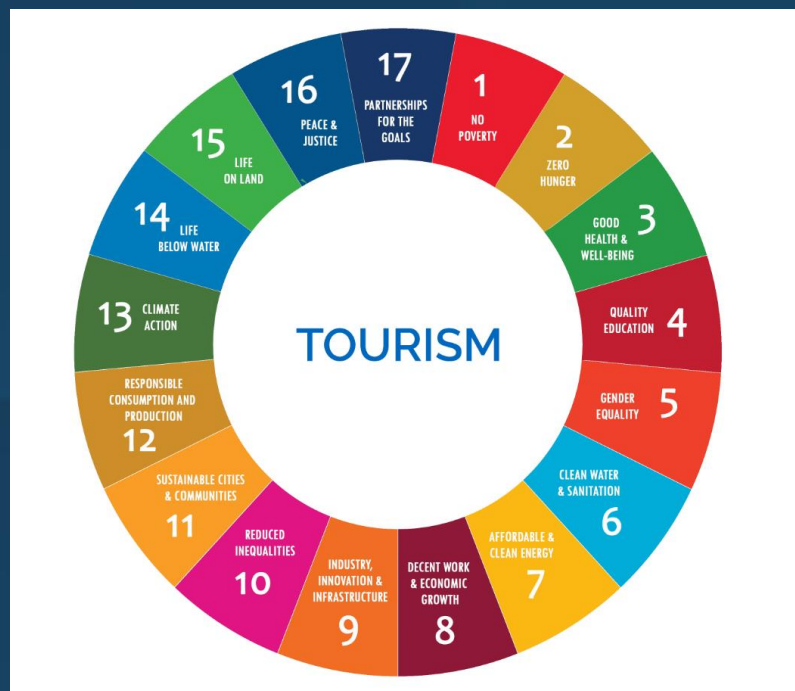 17
PARTNERSHIPS
FOR THE
GOALS
1
NO
POVERTY
2
ZERO
HUNGER
GOOD
HEALTH &
WELL-BEING
3
QUALITY
EDUCATION
4
GENDER
EQUALITY
5
CLEAN WATER
& SANITATION
6
AFFORDABLE &
CLEAN ENERGY
7
DECENT WORK
& ECONOMIC
GROWTH
8
INDUSTRY,
INNOVATION &
INFRASTRUCTURE
9
REDUCED
INEQUALITIES
10
SUSTAINABLE CITIES
& COMMUNITIES
11
RESPONSIBLE
CONSUMPTION AND
PRODUCTION
12
13
CLIMATE
ACTION
14
LIFE
BELOW WATER
15
LIFE
ON LAND
16
PEACE &
JUSTICE
TOURISM